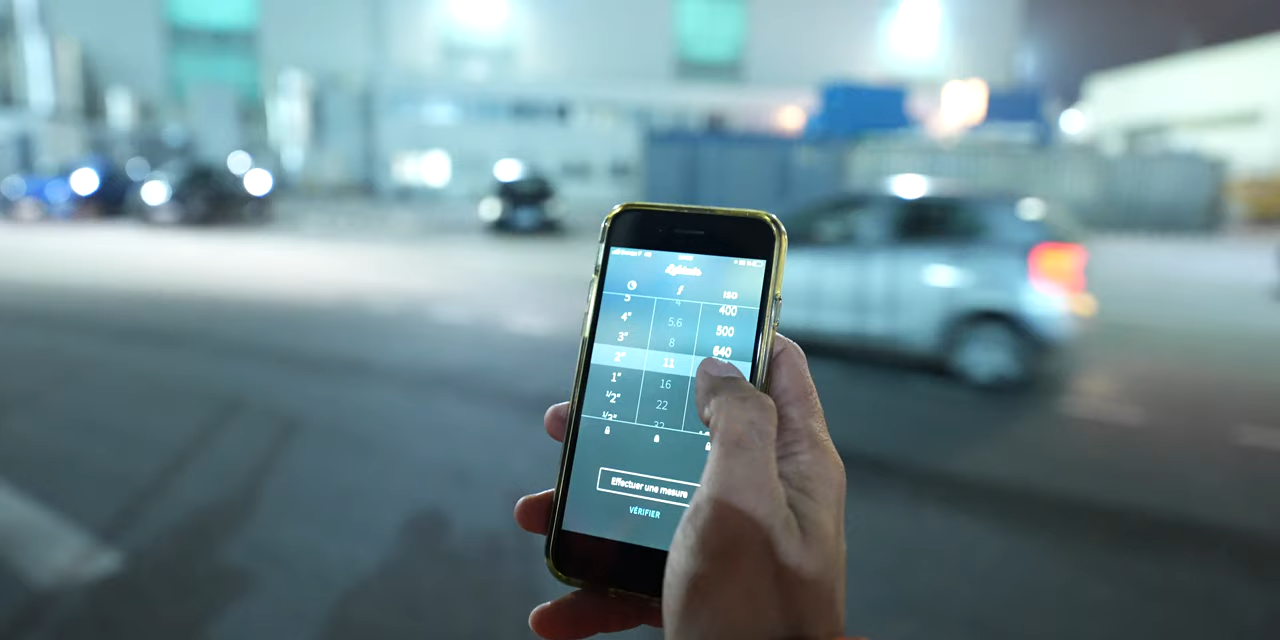 f ISO
5 4 400
4" 5.6 500
3" 8 640
2" 11
1" 16
1/2" 22
Effectuer une mesure
VÉRIFIER